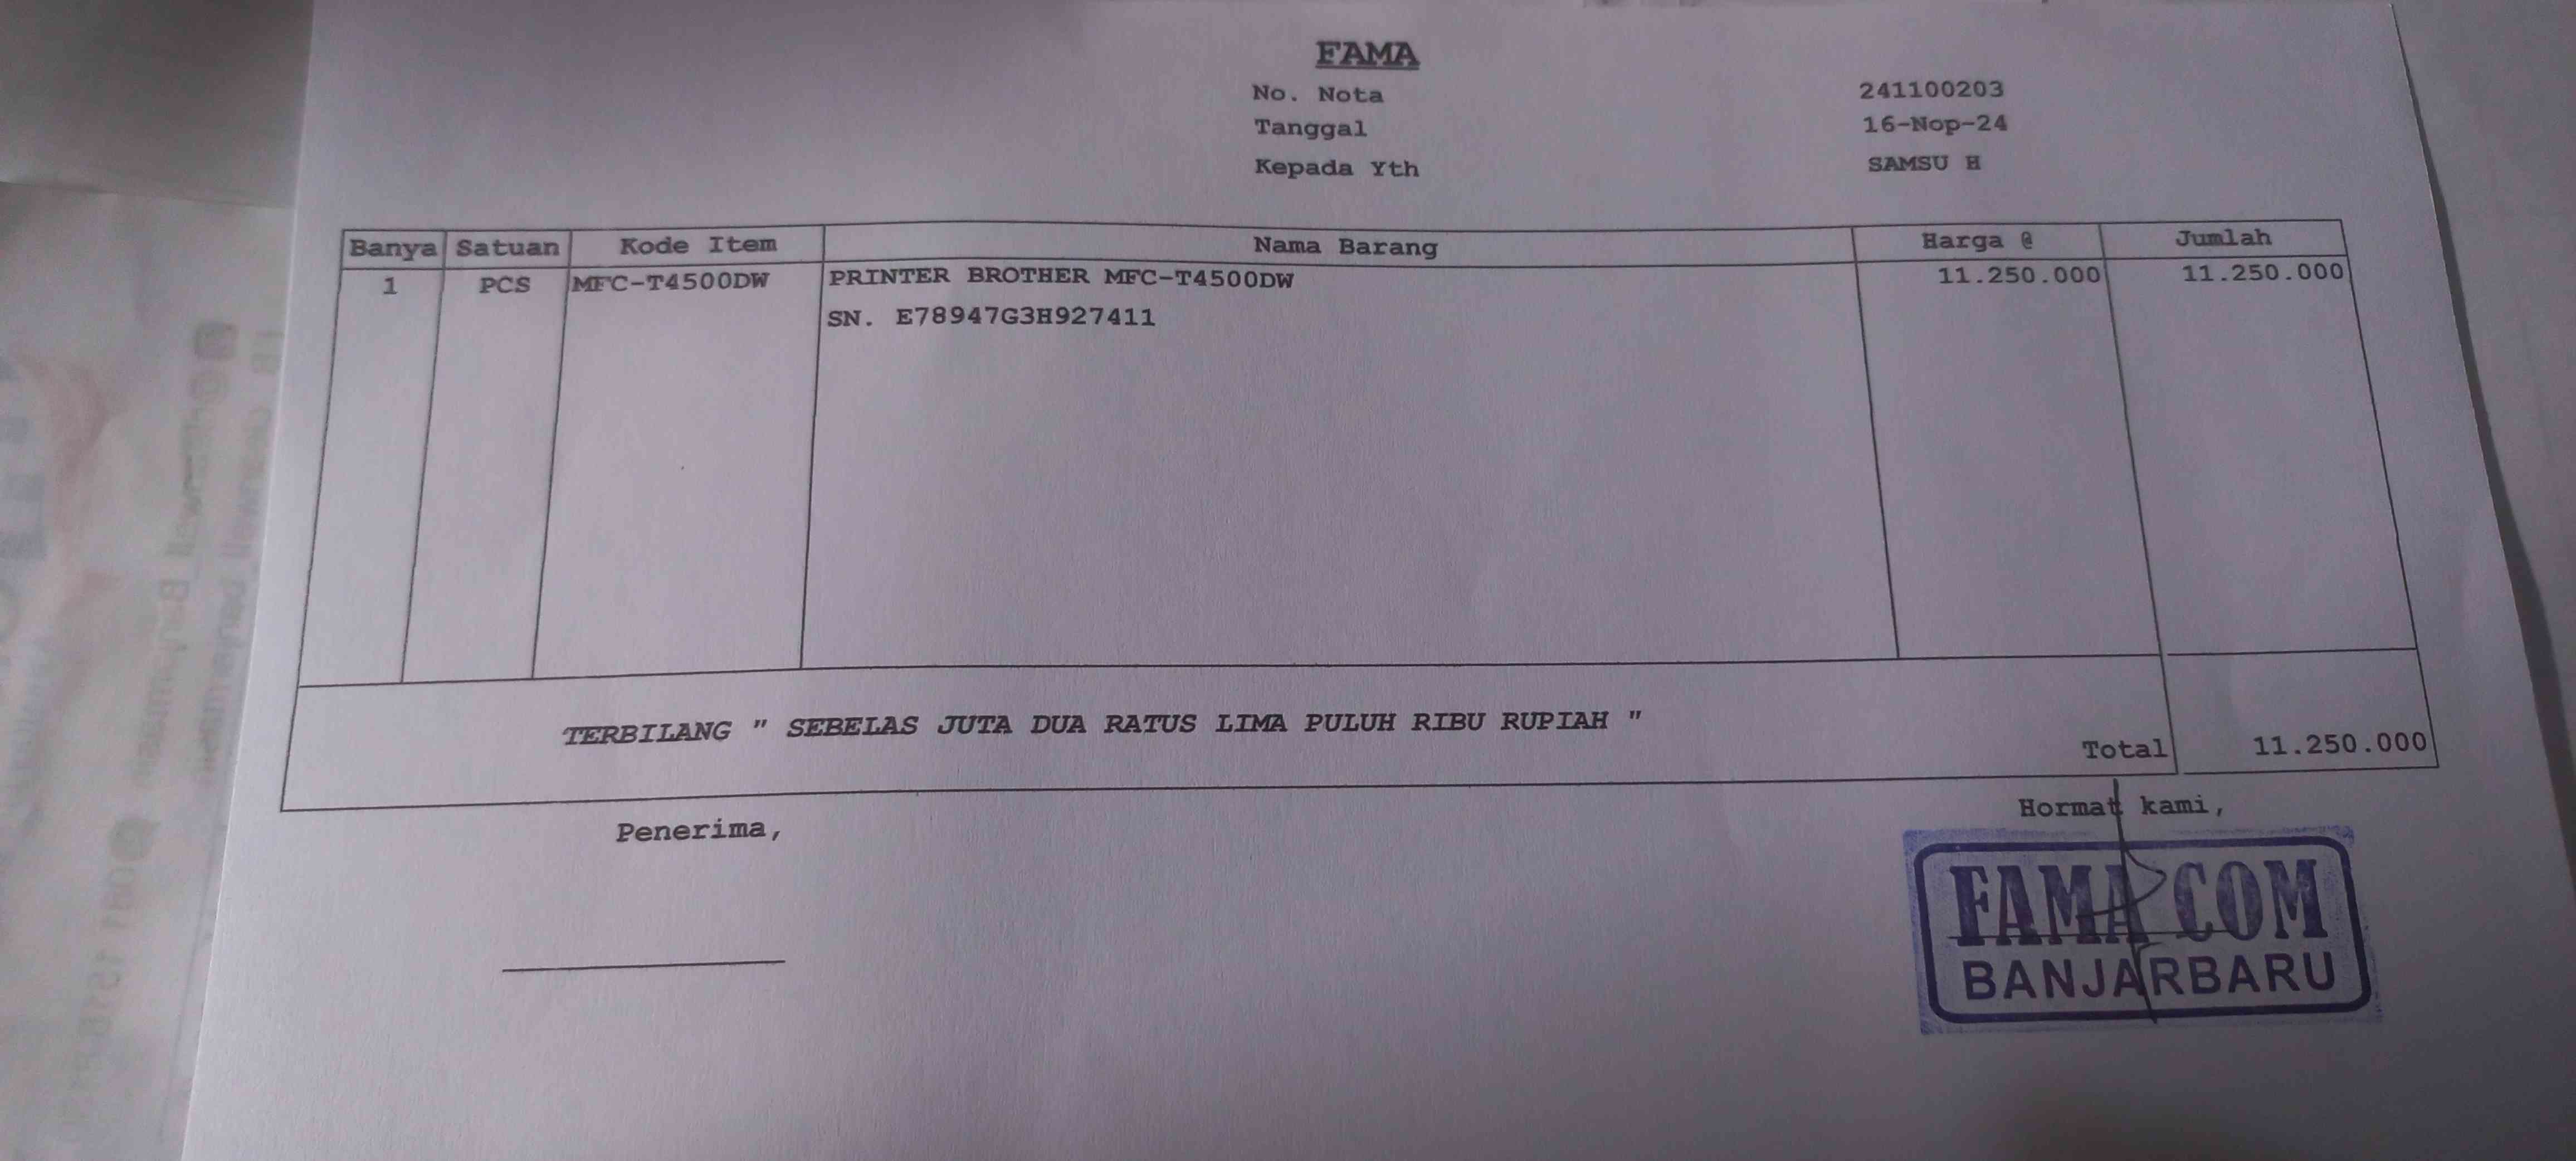 FAMA
No. Nota 241100203
Tanggal 16-Nop-24
Kepada Yth SAMSU H
Banya Satuan Kode Item Nama Barang Harga @ Jumlah
1 PCS MFC-T4500DW PRINTER BROTHER MFC-T4500DW 11.250.000 11.250.000
SN. E78947G3H927411
TERBILANG " SEBELAS JUTA DUA RATUS LIMA PULUH RIBU RUPIAH "
Total 11.250.000
Penerima, Hormat kami,
FAMA COM
BANJARBARU